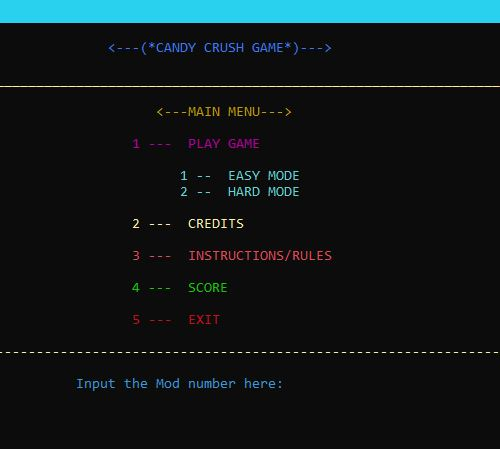 <---(*CANDY CRUSH GAME*)--->
<---MAIN MENU--->
1 --- PLAY GAME
1 -- EASY MODE
2 -- HARD MODE
2 --- CREDITS
3 --- INSTRUCTIONS/RULES
4 --- SCORE
5 --- EXIT
Input the Mod number here: